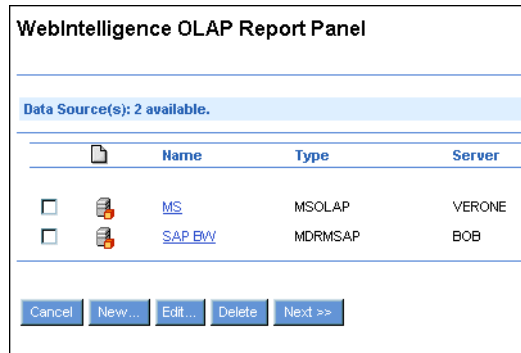 WebIntelligence OLAP Report Panel
Data Source(s): 2 available.
Name Type Server
MS MSOLAP VERONE
SAP BW MDRMSAP BOB
Cancel New... Edit... Delete Next >>